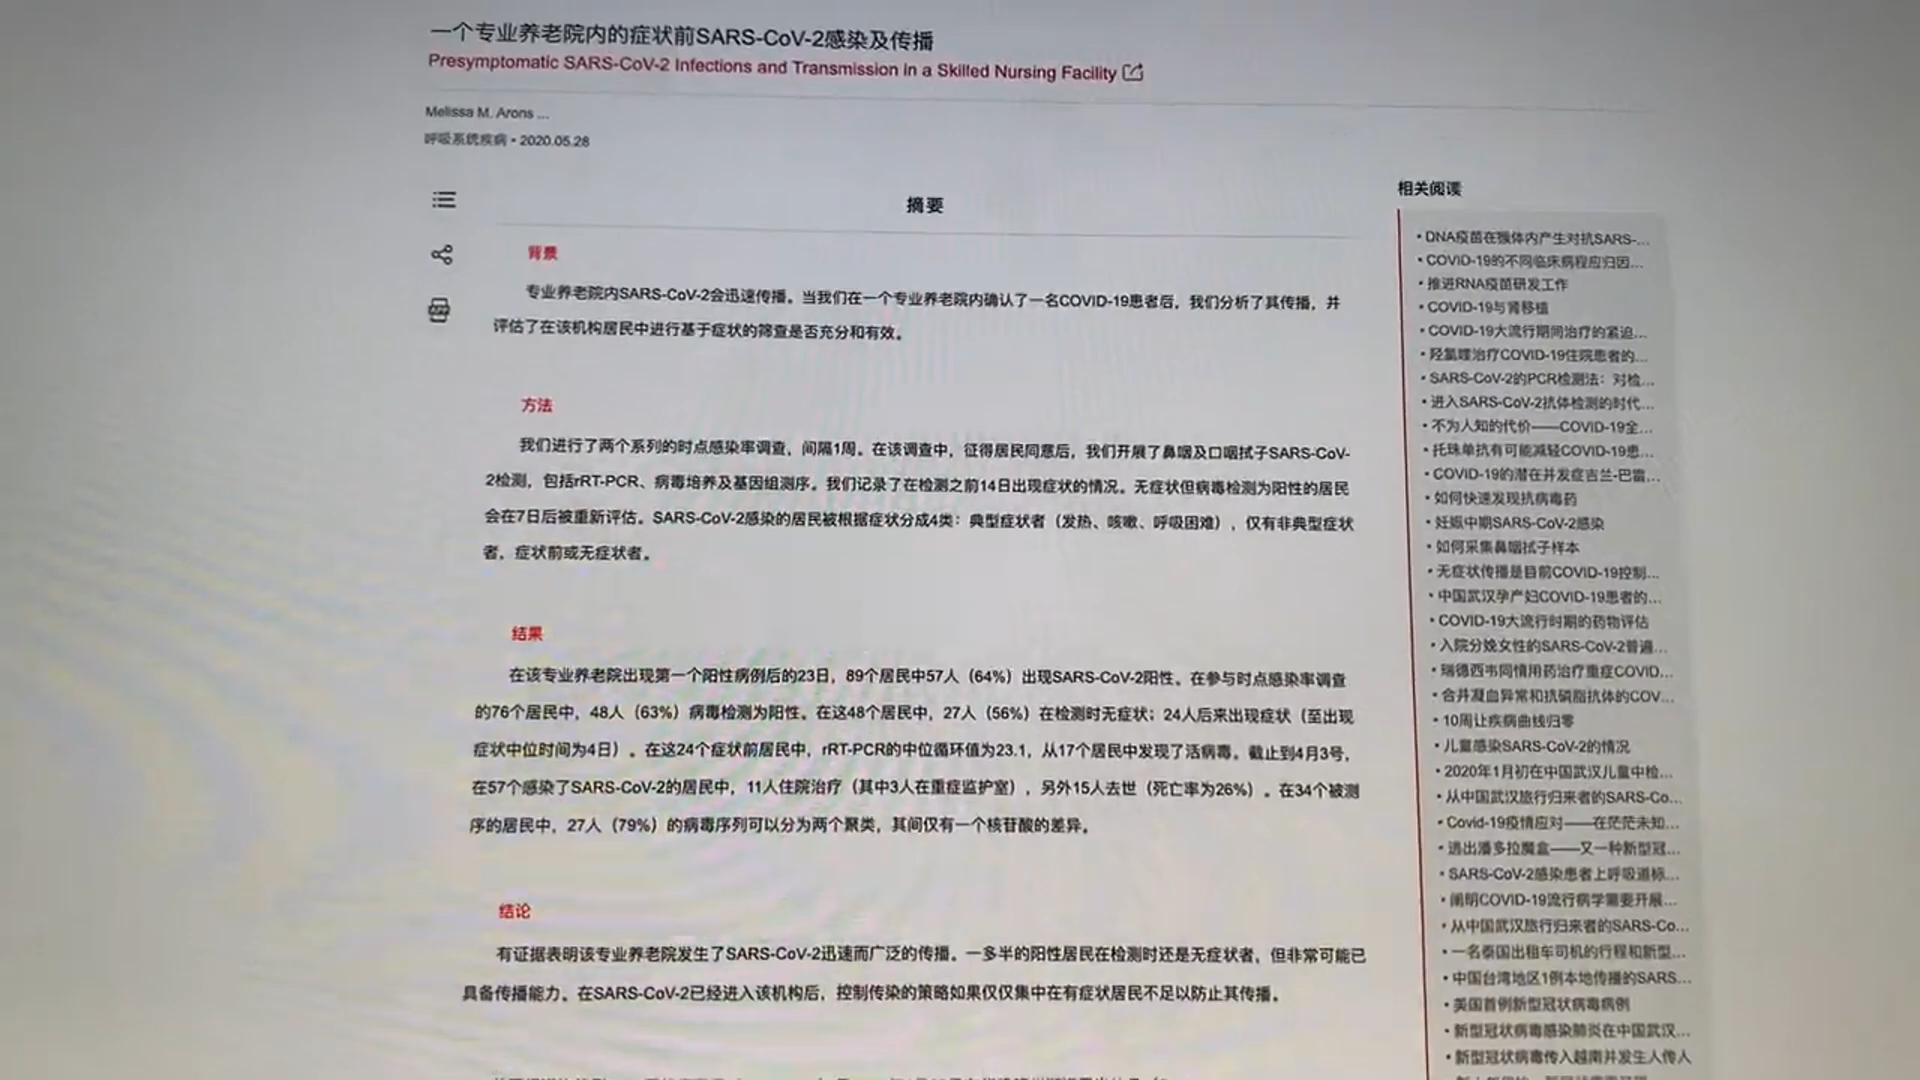 一个专业养老院内的症状前SARS-CoV-2感染及传播
Presymptomatic SARS-CoV-2 Infections and Transmission in a Skilled Nursing Facility
Melissa M. Arons ...
呼吸系统疾病 • 2020.05.28
摘要
背景
专业养老院内SARS-CoV-2会迅速传播。当我们在一个专业养老院内确认了一名COVID-19患者后，我们分析了其传播，并
评估了在该机构居民中进行基于症状的筛查是否充分和有效。
方法
我们进行了两个系列的时点感染率调查，间隔1周。在该调查中，征得居民同意后，我们开展了鼻咽及口咽拭子SARS-CoV-
2检测，包括rRT-PCR、病毒培养及基因组测序。我们记录了在检测之前14日出现症状的情况。无症状但病毒检测为阳性的居民
会在7日后被重新评估。SARS-CoV-2感染的居民被根据症状分成4类：典型症状者（发热、咳嗽、呼吸困难），仅有非典型症状
者，症状前或无症状者。
结果
在该专业养老院出现第一个阳性病例后的23日，89个居民中57人（64%）出现SARS-CoV-2阳性。在参与时点感染率调查
的76个居民中，48人（63%）病毒检测为阳性。在这48个居民中，27人（56%）在检测时无症状；24人后来出现症状（至出现
症状中位时间为4日）。在这24个症状前居民中，rRT-PCR的中位循环值为23.1，从17个居民中发现了活病毒。截止到4月3号，
在57个感染了SARS-CoV-2的居民中，11人住院治疗（其中3人在重症监护室），另外15人去世（死亡率为26%）。在34个被测
序的居民中，27人（79%）的病毒序列可以分为两个聚类，其间仅有一个核苷酸的差异。
结论
有证据表明该专业养老院发生了SARS-CoV-2迅速而广泛的传播。一多半的阳性居民在检测时还是无症状者，但非常可能已
具备传播能力。在SARS-CoV-2已经进入该机构后，控制传染的策略如果仅仅集中在有症状居民不足以防止其传播。
相关阅读
• DNA疫苗在猴体内产生对抗SARS-...
• COVID-19的不同临床病程应归因...
• 推进RNA疫苗研发工作
• COVID-19与肾移植
• COVID-19大流行期间治疗的紧迫...
• 羟氯喹治疗COVID-19住院患者的...
• SARS-CoV-2的PCR检测法：对检...
• 进入SARS-CoV-2抗体检测的时代...
• 不为人知的代价——COVID-19全...
• 托珠单抗有可能减轻COVID-19患...
• COVID-19的潜在并发症吉兰-巴雷...
• 如何快速发现抗病毒药
• 妊娠中期SARS-CoV-2感染
• 如何采集鼻咽拭子样本
• 无症状传播是目前COVID-19控制...
• 中国武汉孕产妇COVID-19患者的...
• COVID-19大流行时期的药物评估
• 入院分娩女性的SARS-CoV-2普遍...
• 瑞德西韦同情用药治疗重症COVID...
• 合并凝血异常和抗磷脂抗体的COV...
• 10周让疾病曲线归零
• 儿童感染SARS-CoV-2的情况
• 2020年1月初在中国武汉儿童中检...
• 从中国武汉旅行归来者的SARS-Co...
• Covid-19疫情应对——在茫茫未知...
• 逃出潘多拉魔盒——又一种新型冠...
• SARS-CoV-2感染患者上呼吸道标...
• 阐明COVID-19流行病学需要开展...
• 从中国武汉旅行归来者的SARS-Co...
• 一名泰国出租车司机的行程和新型...
• 中国台湾地区1例本地传播的SARS...
• 美国首例新型冠状病毒病例
• 新型冠状病毒感染肺炎在中国武汉...
• 新型冠状病毒传入越南并发生人传人